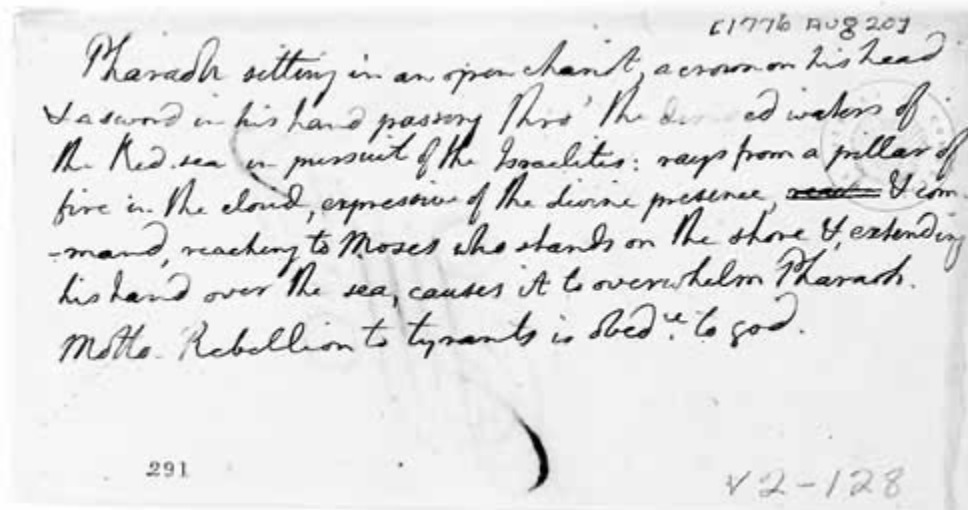 [1776 Aug 20]
Pharaoh sitting in an open chariot, a crown on his head
& a sword in his hand passing thro' the ed waters of
the Red sea in pursuit of the Israelites: rays from a pillar of
fire in the cloud, expressive of the divine presence, & com-
-mand, reaching to Moses who stands on the shore &, extending
his hand over the sea, causes it to overwhelm Pharaoh.
Motto. Rebellion to tyrants is obed.ce to god.
291
V2-128